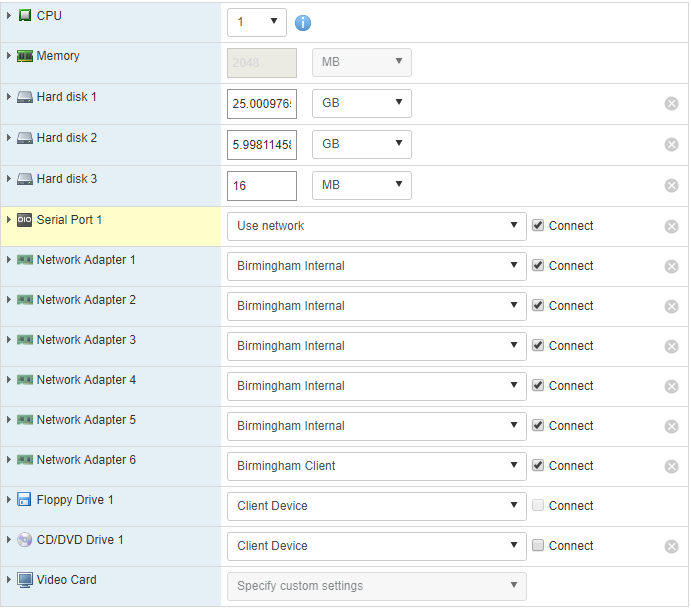 CPU 1
Memory 2048 MB
Hard disk 1 25.0009765 GB
Hard disk 2 5.99811458 GB
Hard disk 3 16 MB
Serial Port 1 Use network Connect
Network Adapter 1 Birmingham Internal Connect
Network Adapter 2 Birmingham Internal Connect
Network Adapter 3 Birmingham Internal Connect
Network Adapter 4 Birmingham Internal Connect
Network Adapter 5 Birmingham Internal Connect
Network Adapter 6 Birmingham Client Connect
Floppy Drive 1 Client Device Connect
CD/DVD Drive 1 Client Device Connect
Video Card Specify custom settings